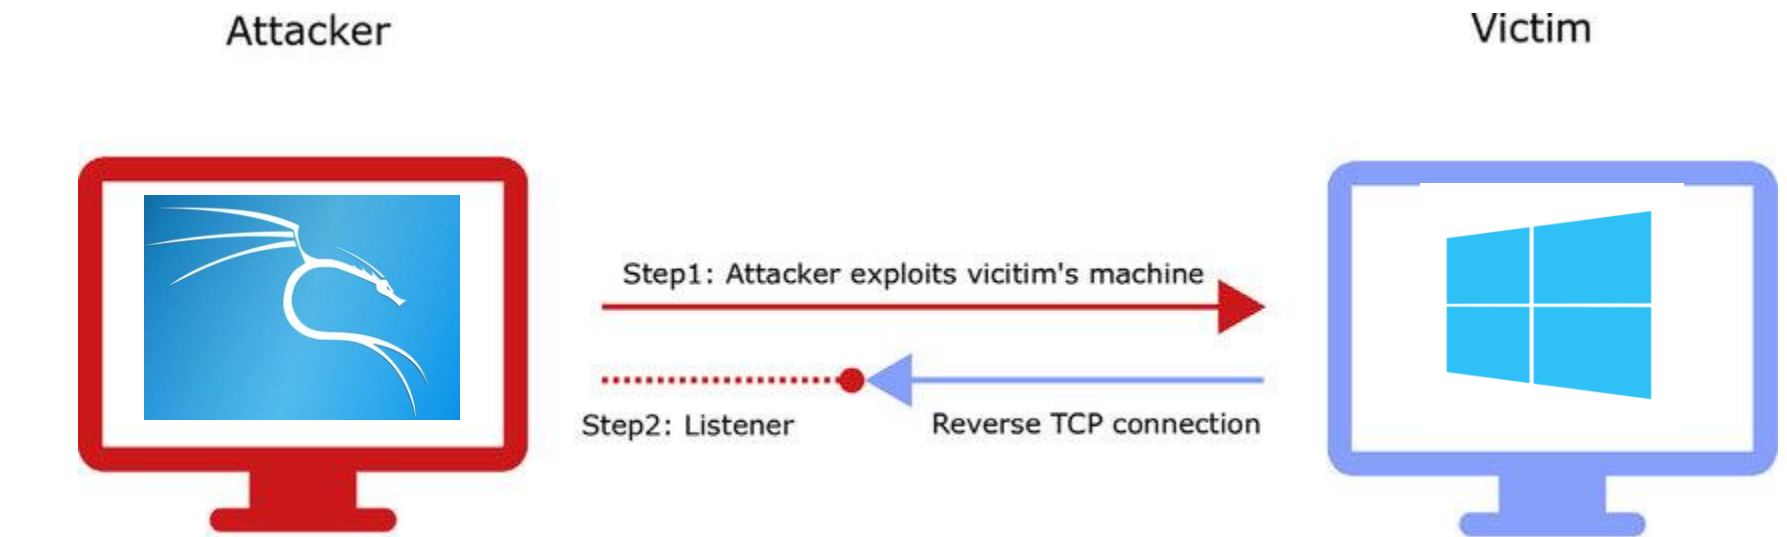 Attacker
Victim
Step1: Attacker exploits vicitim's machine
Step2: Listener
Reverse TCP connection